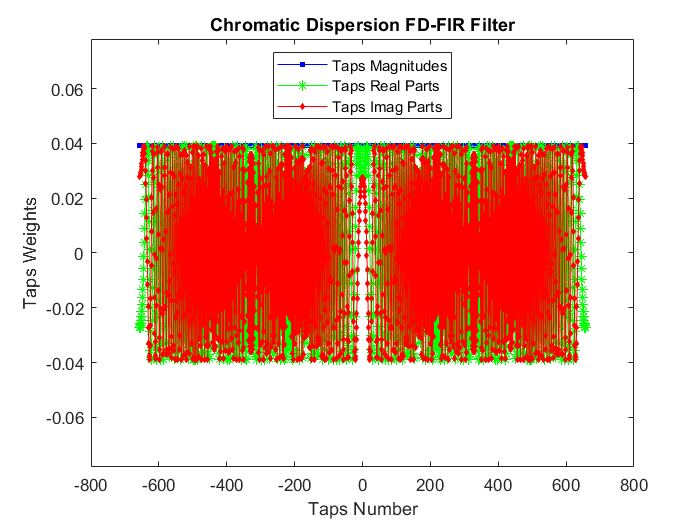 Chromatic Dispersion FD-FIR Filter
Taps Magnitudes
Taps Real Parts
Taps Imag Parts
Taps Weights
0.06
0.04
0.02
0
-0.02
-0.04
-0.06
-800 -600 -400 -200 0 200 400 600 800
Taps Number